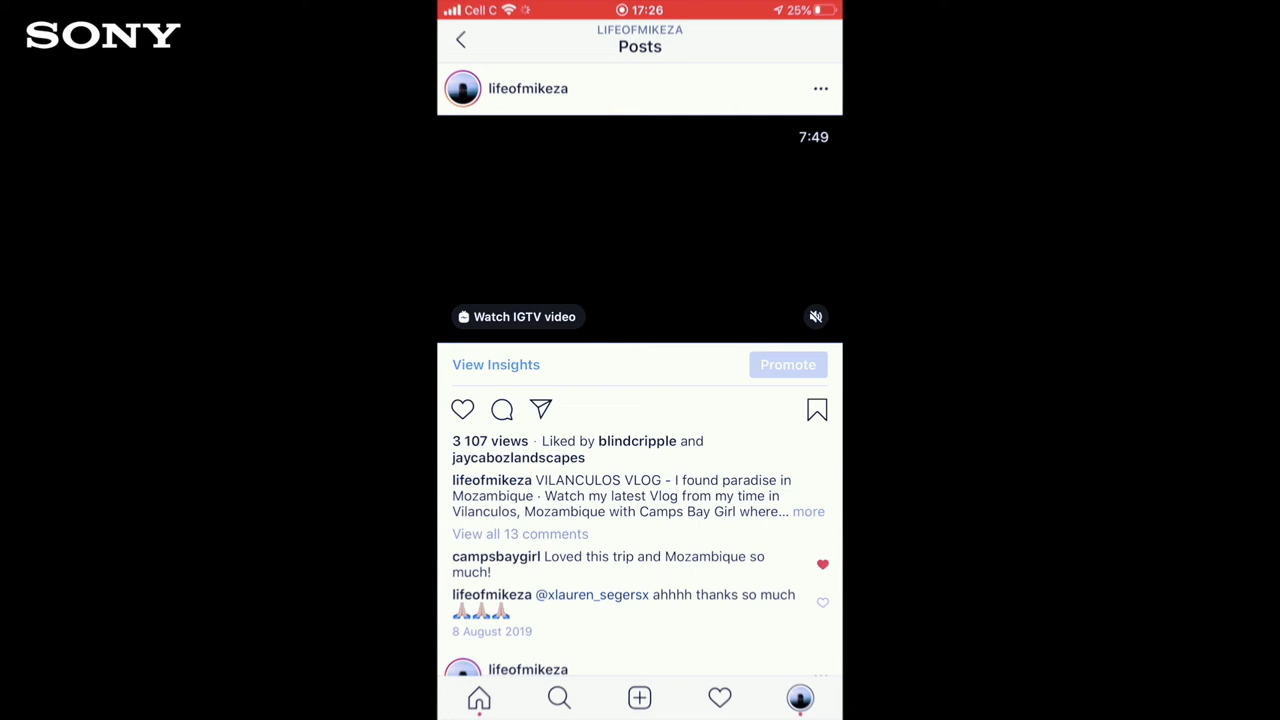 SONY
Cell C 17:26 25%
LIFEOFMIKEZA
Posts
lifeofmikeza
7:49
Watch IGTV video
View Insights Promote
3 107 views · Liked by blindcripple and
jaycabozlandscapes
lifeofmikeza VILANCULOS VLOG - I found paradise in
Mozambique · Watch my latest Vlog from my time in
Vilanculos, Mozambique with Camps Bay Girl where... more
View all 13 comments
campsbaygirl Loved this trip and Mozambique so
much!
lifeofmikeza @xlauren_segersx ahhhh thanks so much
🙏🏼🙏🏼🙏🏼
8 August 2019
lifeofmikeza